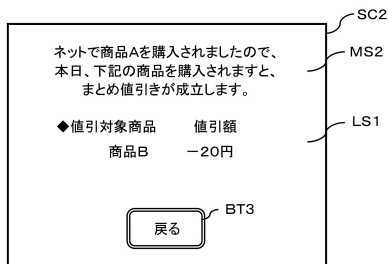 SC2
ネットで商品Aを購入されましたので、
本日、下記の商品を購入されますと、
まとめ値引きが成立します。
MS2
◆値引対象商品 値引額
LS1
商品B －20円
BT3
戻る